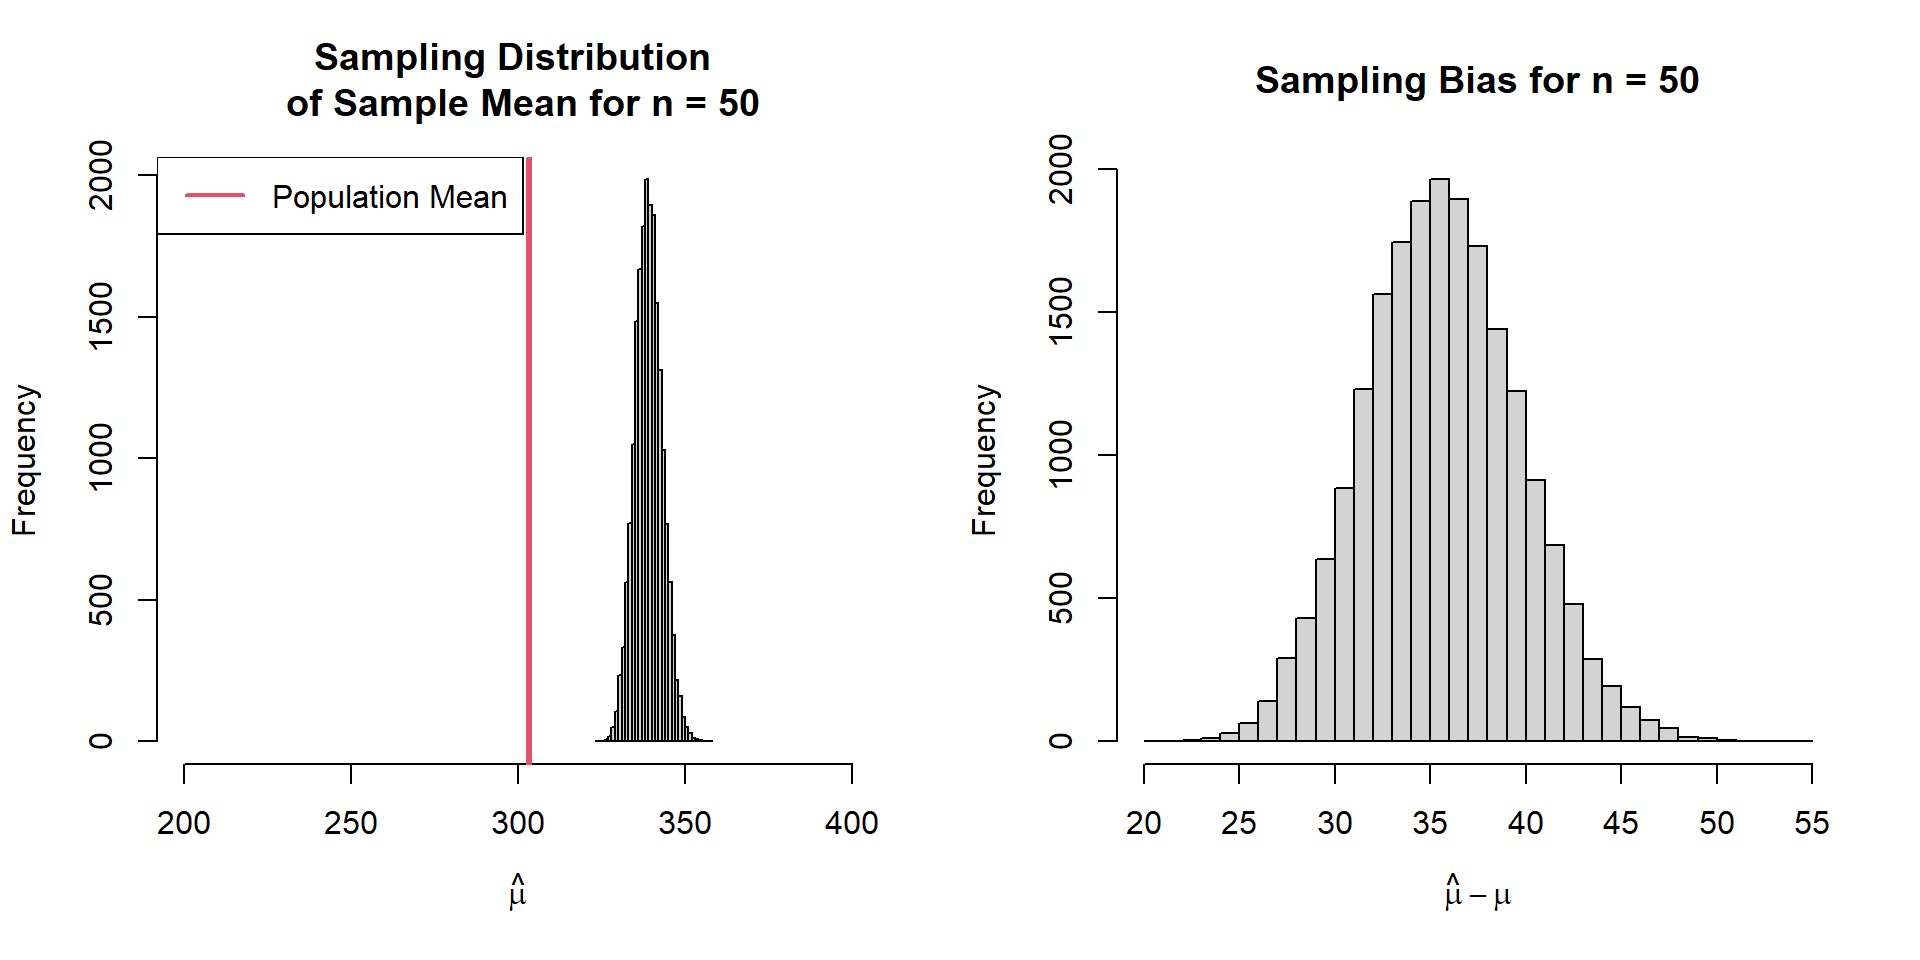 Sampling Distribution
of Sample Mean for n = 50
Population Mean
Frequency
2000
1500
1000
500
0
200 250 300 350 400
μ̂
Sampling Bias for n = 50
Frequency
2000
1500
1000
500
0
20 25 30 35 40 45 50 55
μ̂ − μ